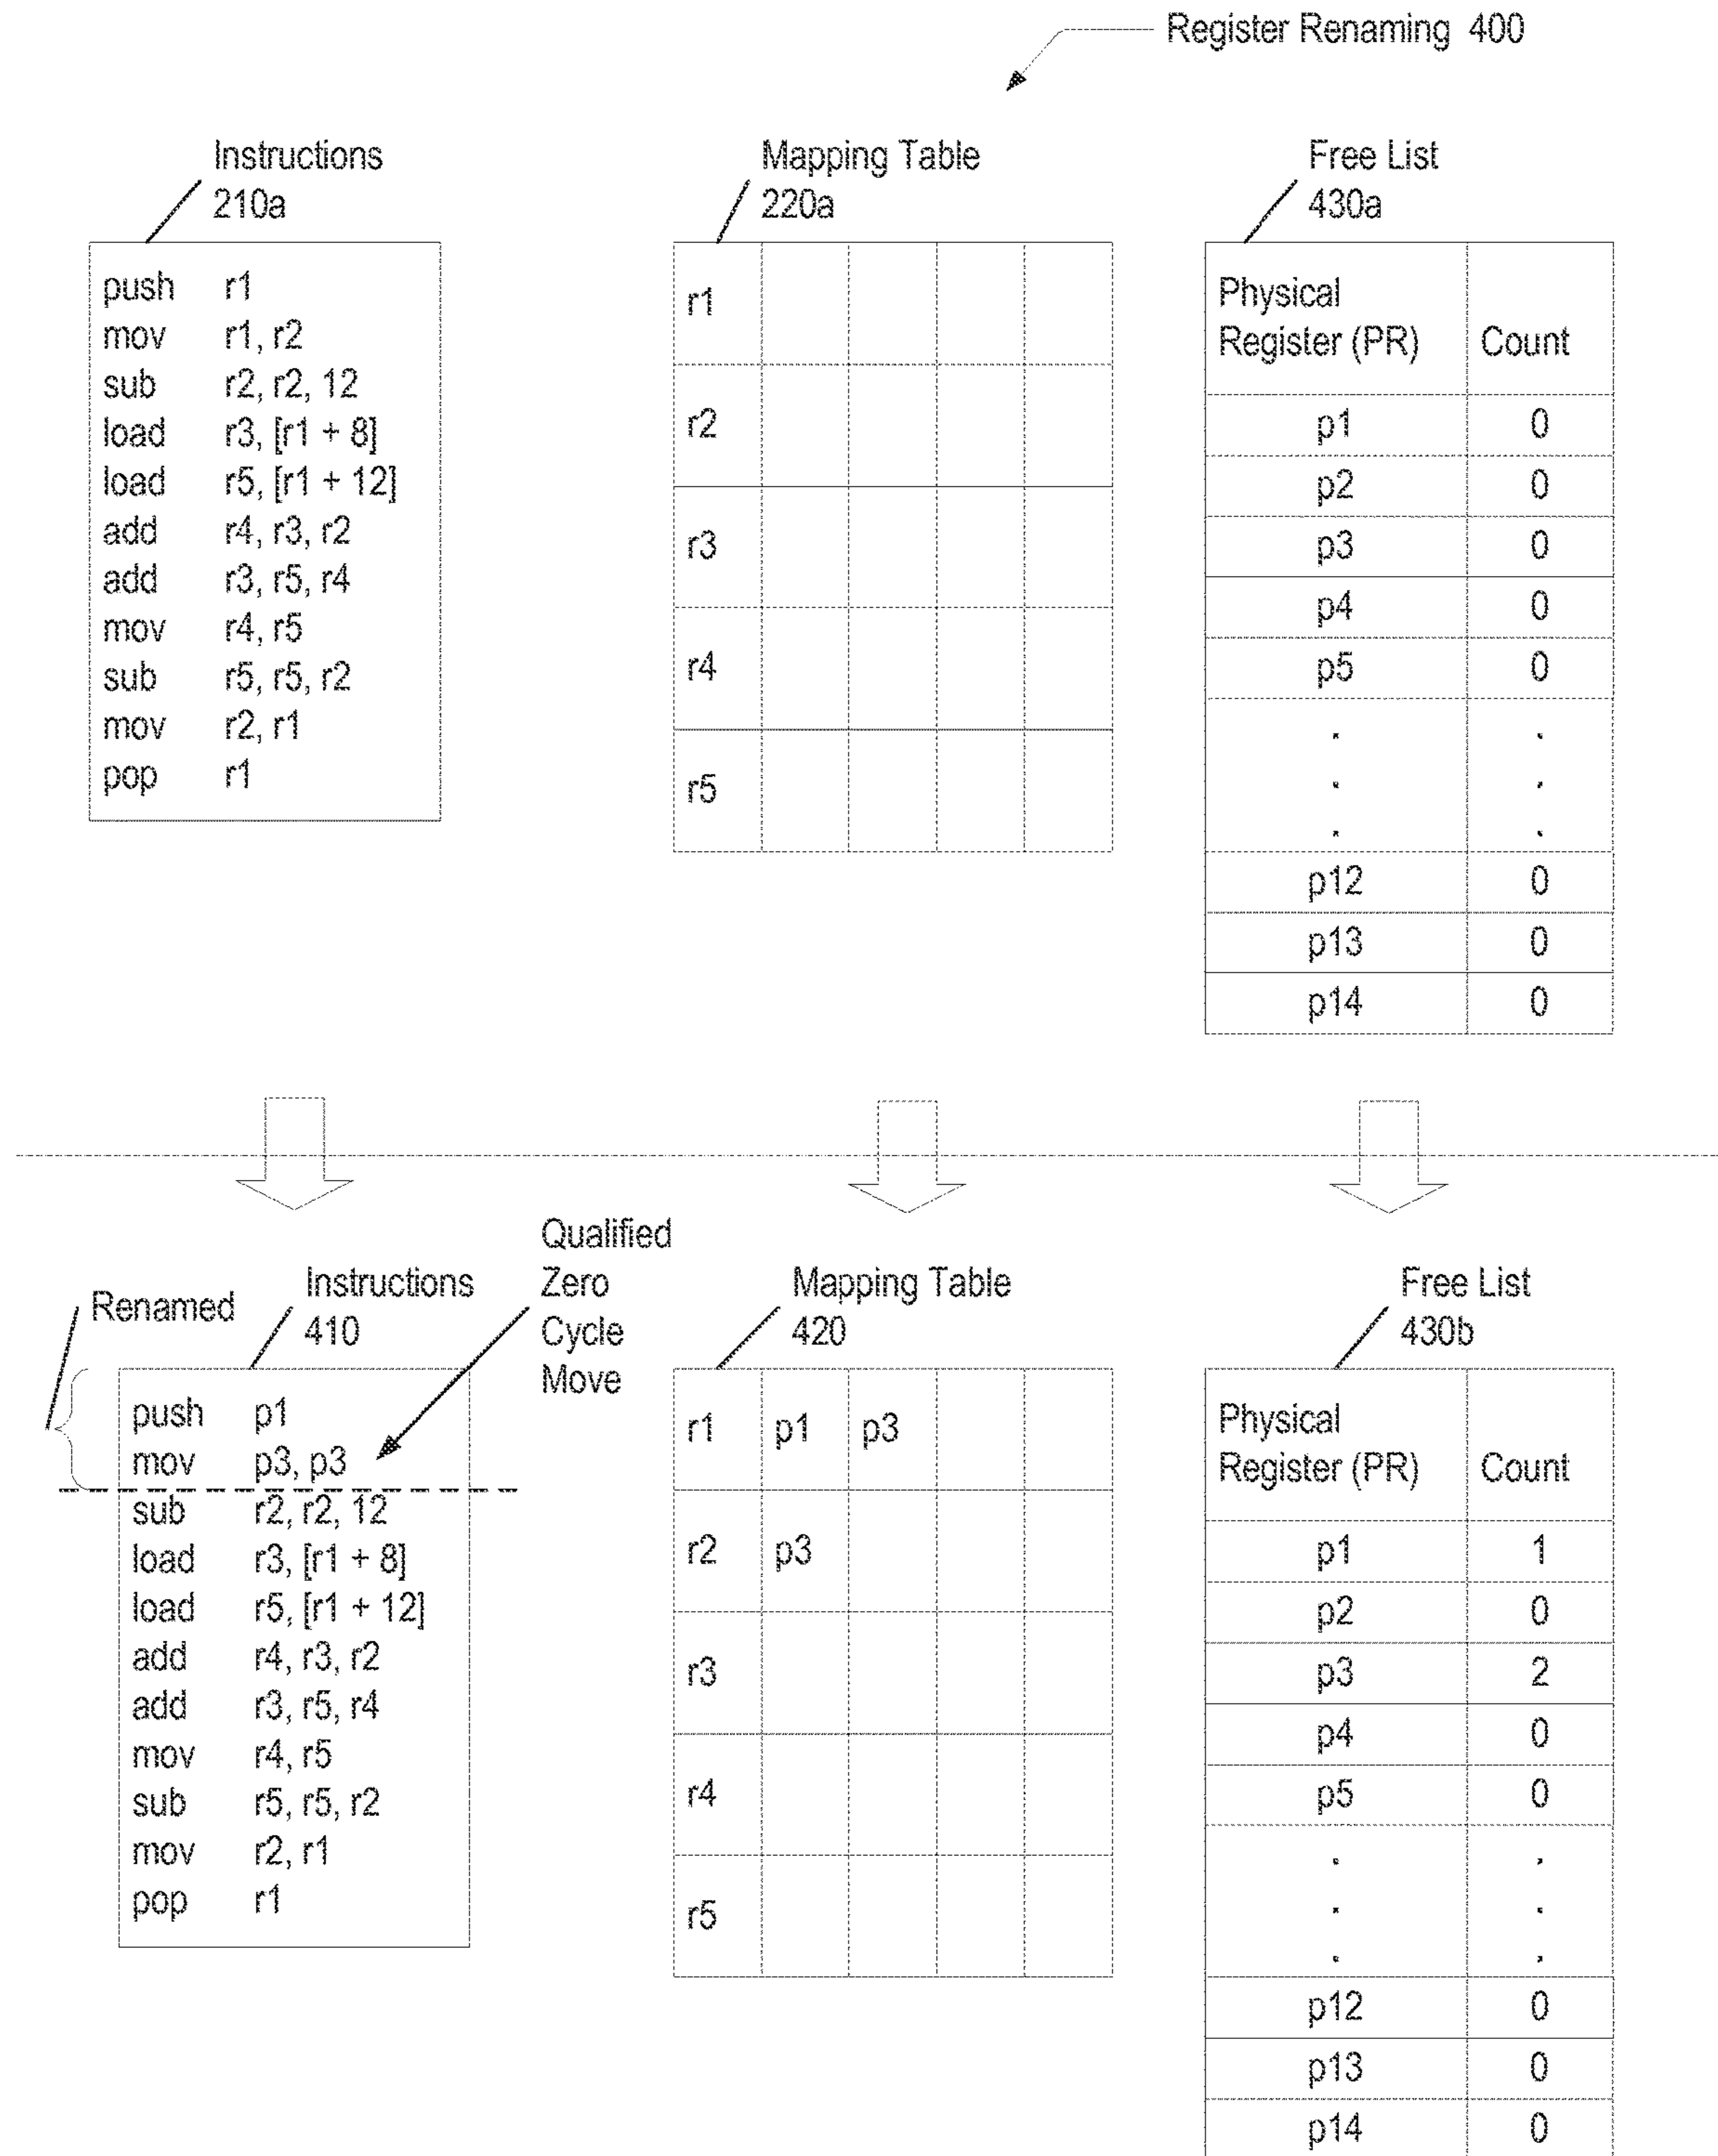 Register Renaming 400
Instructions
210a
push r1
mov r1, r2
sub r2, r2, 12
load r3, [r1 + 8]
load r5, [r1 + 12]
add r4, r3, r2
add r3, r5, r4
mov r4, r5
sub r5, r5, r2
mov r2, r1
pop r1
Mapping Table
220a
r1
r2
r3
r4
r5
Free List
430a
Physical
Register (PR) Count
p1 0
p2 0
p3 0
p4 0
p5 0
. .
. .
. .
p12 0
p13 0
p14 0
Renamed
Instructions
410
Qualified
Zero
Cycle
Move
push p1
mov p3, p3
sub r2, r2, 12
load r3, [r1 + 8]
load r5, [r1 + 12]
add r4, r3, r2
add r3, r5, r4
mov r4, r5
sub r5, r5, r2
mov r2, r1
pop r1
Mapping Table
420
r1 p1 p3
r2 p3
r3
r4
r5
Free List
430b
Physical
Register (PR) Count
p1 1
p2 0
p3 2
p4 0
p5 0
. .
. .
. .
p12 0
p13 0
p14 0